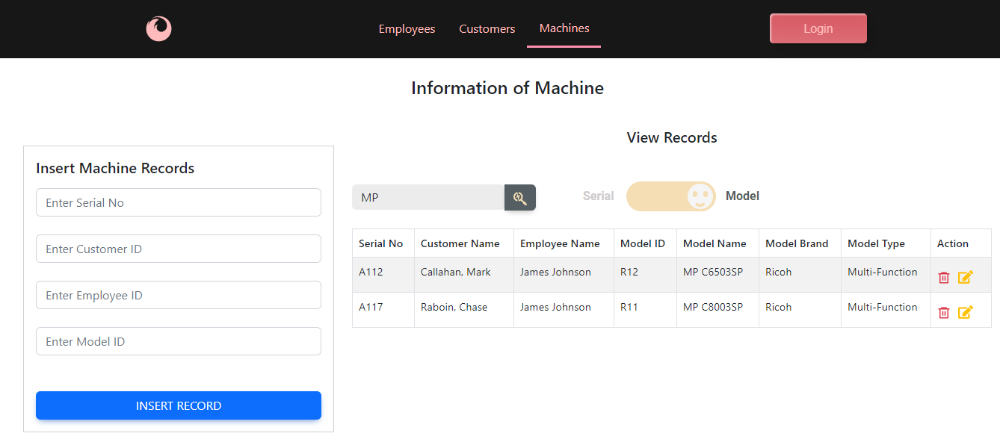 Employees Customers Machines Login
Information of Machine
View Records
Insert Machine Records
Enter Serial No
Enter Customer ID
Enter Employee ID
Enter Model ID
INSERT RECORD
MP Serial Model
Serial No Customer Name Employee Name Model ID Model Name Model Brand Model Type Action
A112 Callahan, Mark James Johnson R12 MP C6503SP Ricoh Multi-Function
A117 Raboin, Chase James Johnson R11 MP C8003SP Ricoh Multi-Function